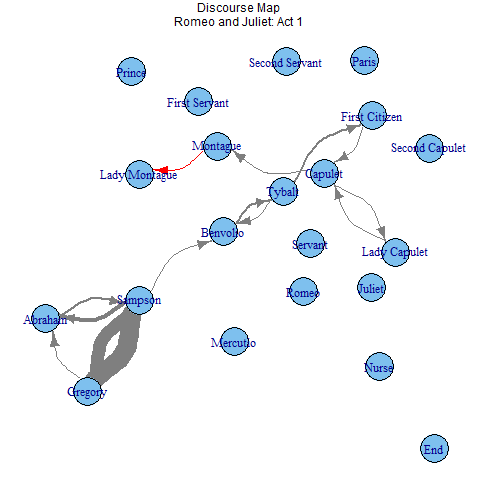 Discourse Map
Romeo and Juliet: Act 1
Second Servant
Paris
Prince
First Servant
First Citizen
Montague
Second Capulet
Lady Montague
Capulet
Tybalt
Benvolio
Servant
Lady Capulet
Romeo
Juliet
Sampson
Abraham
Mercutio
Nurse
Gregory
End